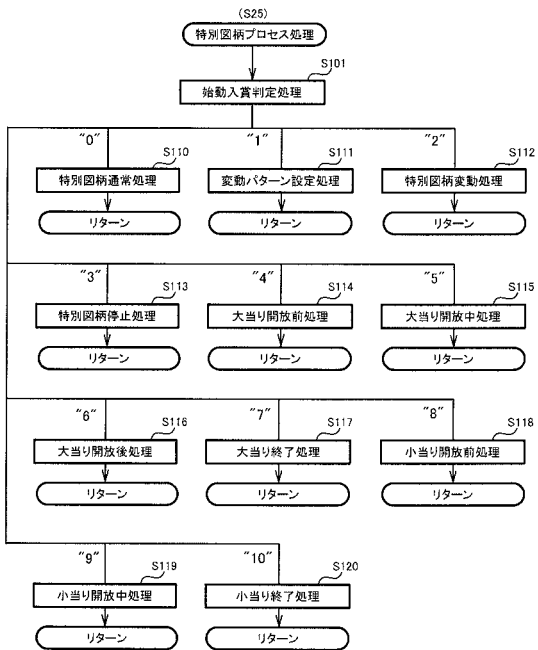 (S25)
特別図柄プロセス処理
S101
始動入賞判定処理
"0"
"1"
"2"
S110
S111
S112
特別図柄通常処理
変動パターン設定処理
特別図柄変動処理
リターン
リターン
リターン
"3"
"4"
"5"
S113
S114
S115
特別図柄停止処理
大当り開放前処理
大当り開放中処理
リターン
リターン
リターン
"6"
"7"
"8"
S116
S117
S118
大当り開放後処理
大当り終了処理
小当り開放前処理
リターン
リターン
リターン
"9"
"10"
S119
S120
小当り開放中処理
小当り終了処理
リターン
リターン